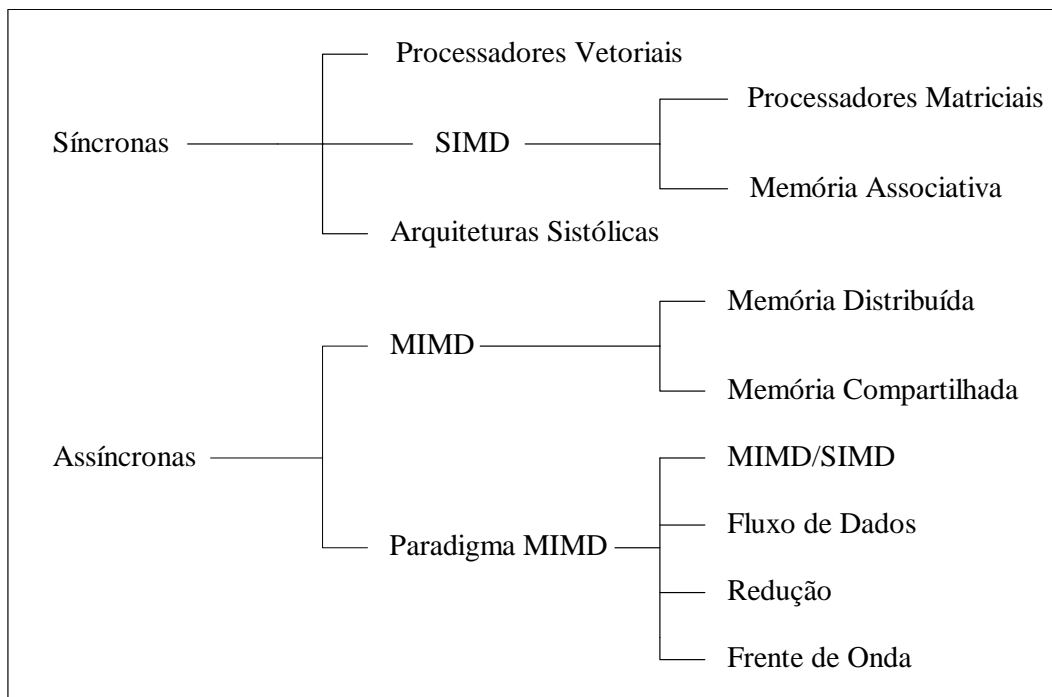 Processadores Vetoriais
Processadores Matriciais
Síncronas
SIMD
Memória Associativa
Arquiteturas Sistólicas
Memória Distribuída
MIMD
Memória Compartilhada
Assíncronas
MIMD/SIMD
Fluxo de Dados
Paradigma MIMD
Redução
Frente de Onda